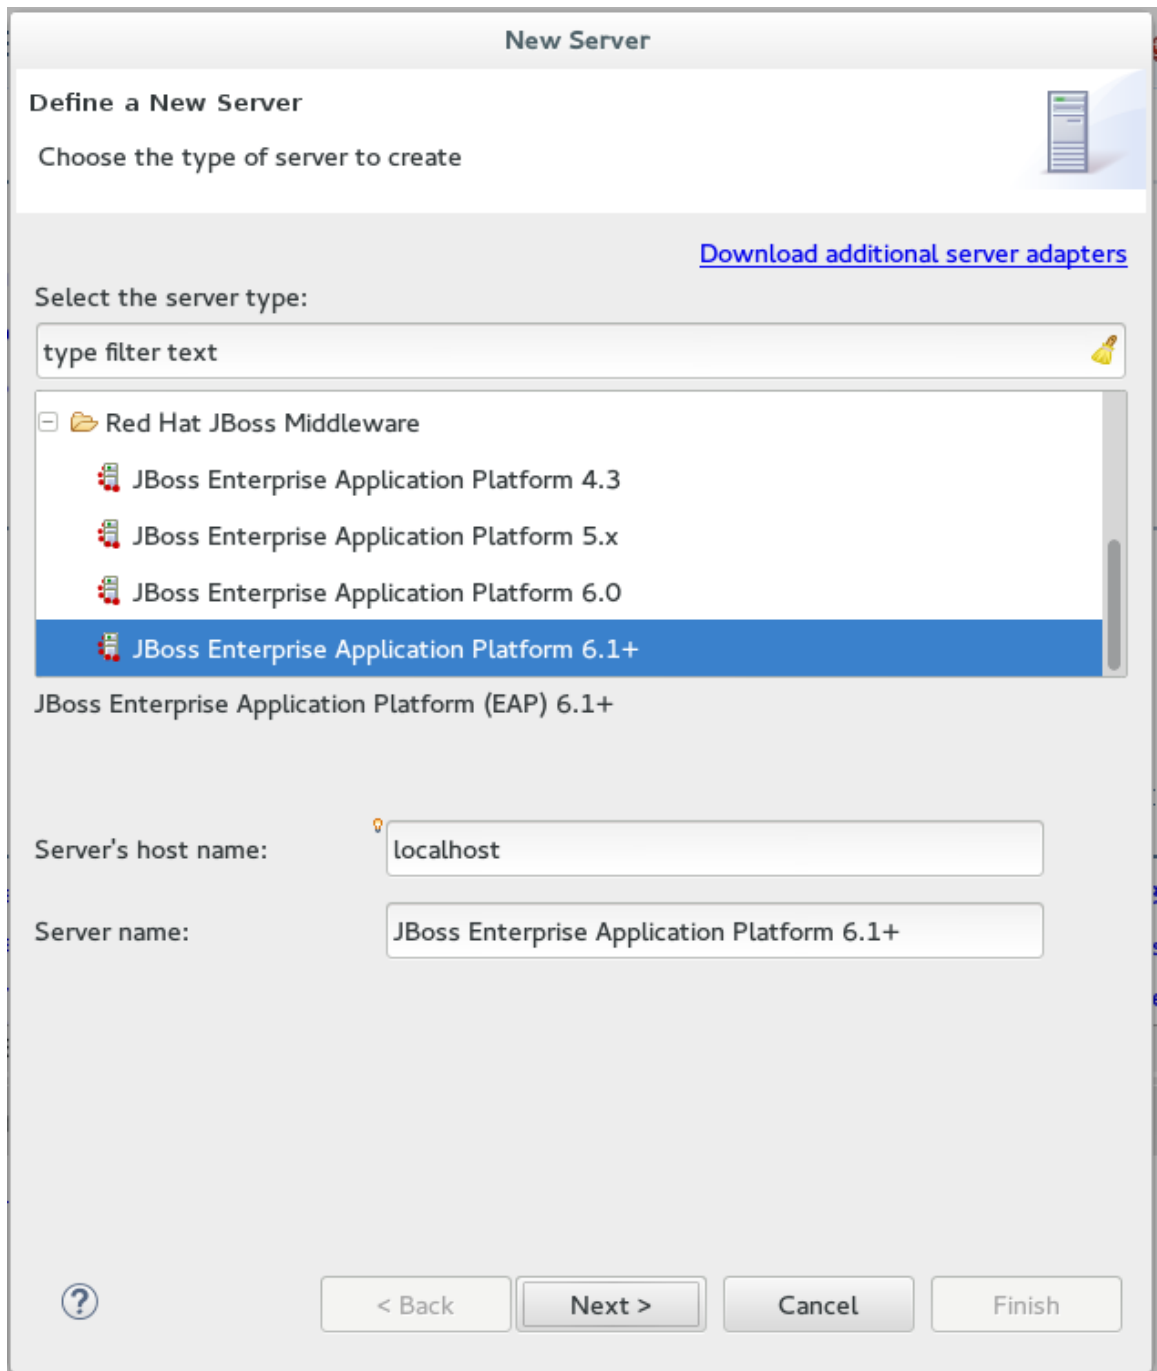 New Server
Define a New Server
Choose the type of server to create
Download additional server adapters
Select the server type:
type filter text
Red Hat JBoss Middleware
JBoss Enterprise Application Platform 4.3
JBoss Enterprise Application Platform 5.x
JBoss Enterprise Application Platform 6.0
JBoss Enterprise Application Platform 6.1+
JBoss Enterprise Application Platform (EAP) 6.1+
Server's host name: localhost
Server name: JBoss Enterprise Application Platform 6.1+
? < Back Next > Cancel Finish